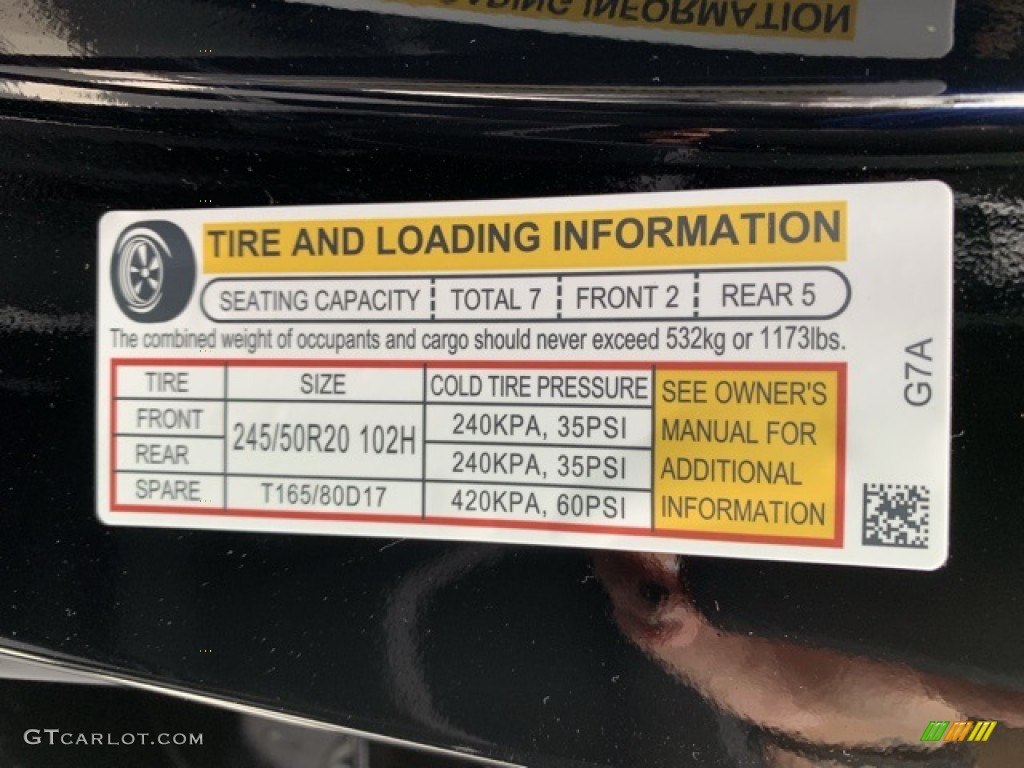 LOADING INFORMATION
TIRE AND LOADING INFORMATION
SEATING CAPACITY TOTAL 7 FRONT 2 REAR 5
The combined weight of occupants and cargo should never exceed 532kg or 1173lbs.
TIRE SIZE COLD TIRE PRESSURE
FRONT 245/50R20 102H 240KPA, 35PSI
REAR 240KPA, 35PSI
SPARE T165/80D17 420KPA, 60PSI
SEE OWNER'S
MANUAL FOR
ADDITIONAL
INFORMATION
G7A
GTCARLOT.COM